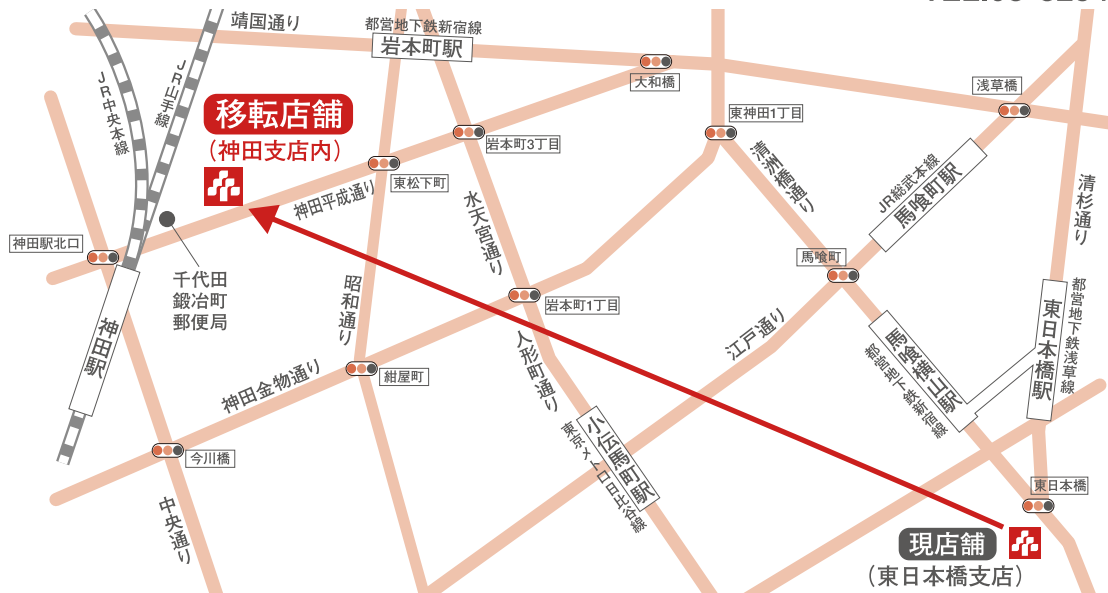 靖国通り
都営地下鉄新宿線
岩本町駅
大和橋
浅草橋
JR中央本線
JR山手線
移転店舗
(神田支店内)
岩本町3丁目
東神田1丁目
東松下町
神田平成通り
清洲橋通り
JR総武本線
馬喰町駅
清杉通り
水天宮通り
神田駅北口
千代田
鍛冶町
郵便局
馬喰町
昭和通り
岩本町1丁目
都営地下鉄浅草線
東日本橋駅
神田駅
江戸通り
人形町通り
馬喰横山駅
都営地下鉄新宿線
紺屋町
神田金物通り
小伝馬町駅
東京メトロ日比谷線
今川橋
東日本橋
中央通り
現店舗
(東日本橋支店)